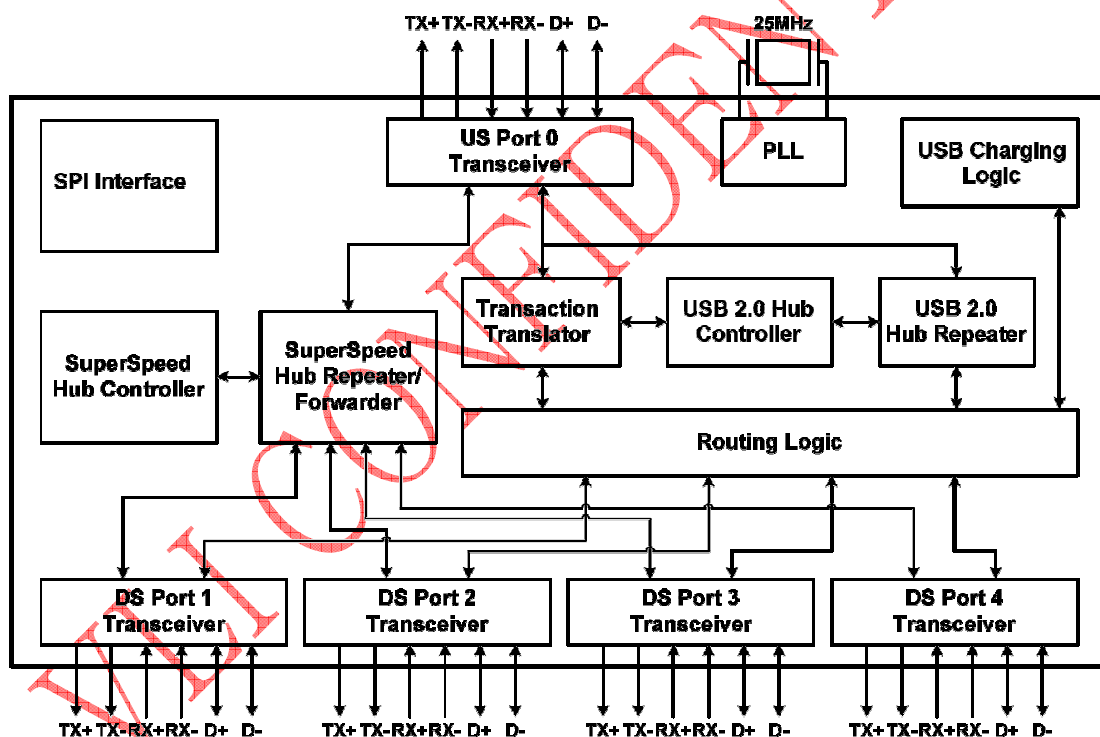 TX+ TX- RX+ RX- D+ D-
25MHz
US Port 0
Transceiver
PLL
USB Charging
Logic
SPI Interface
Transaction
Translator
USB 2.0 Hub
Controller
USB 2.0
Hub Repeater
SuperSpeed
Hub Controller
SuperSpeed
Hub Repeater/
Forwarder
Routing Logic
DS Port 1
Transceiver
DS Port 2
Transceiver
DS Port 3
Transceiver
DS Port 4
Transceiver
TX+ TX- RX+ RX- D+ D-
TX+ TX- RX+ RX- D+ D-
TX+ TX- RX+ RX- D+ D-
TX+ TX- RX+ RX- D+ D-